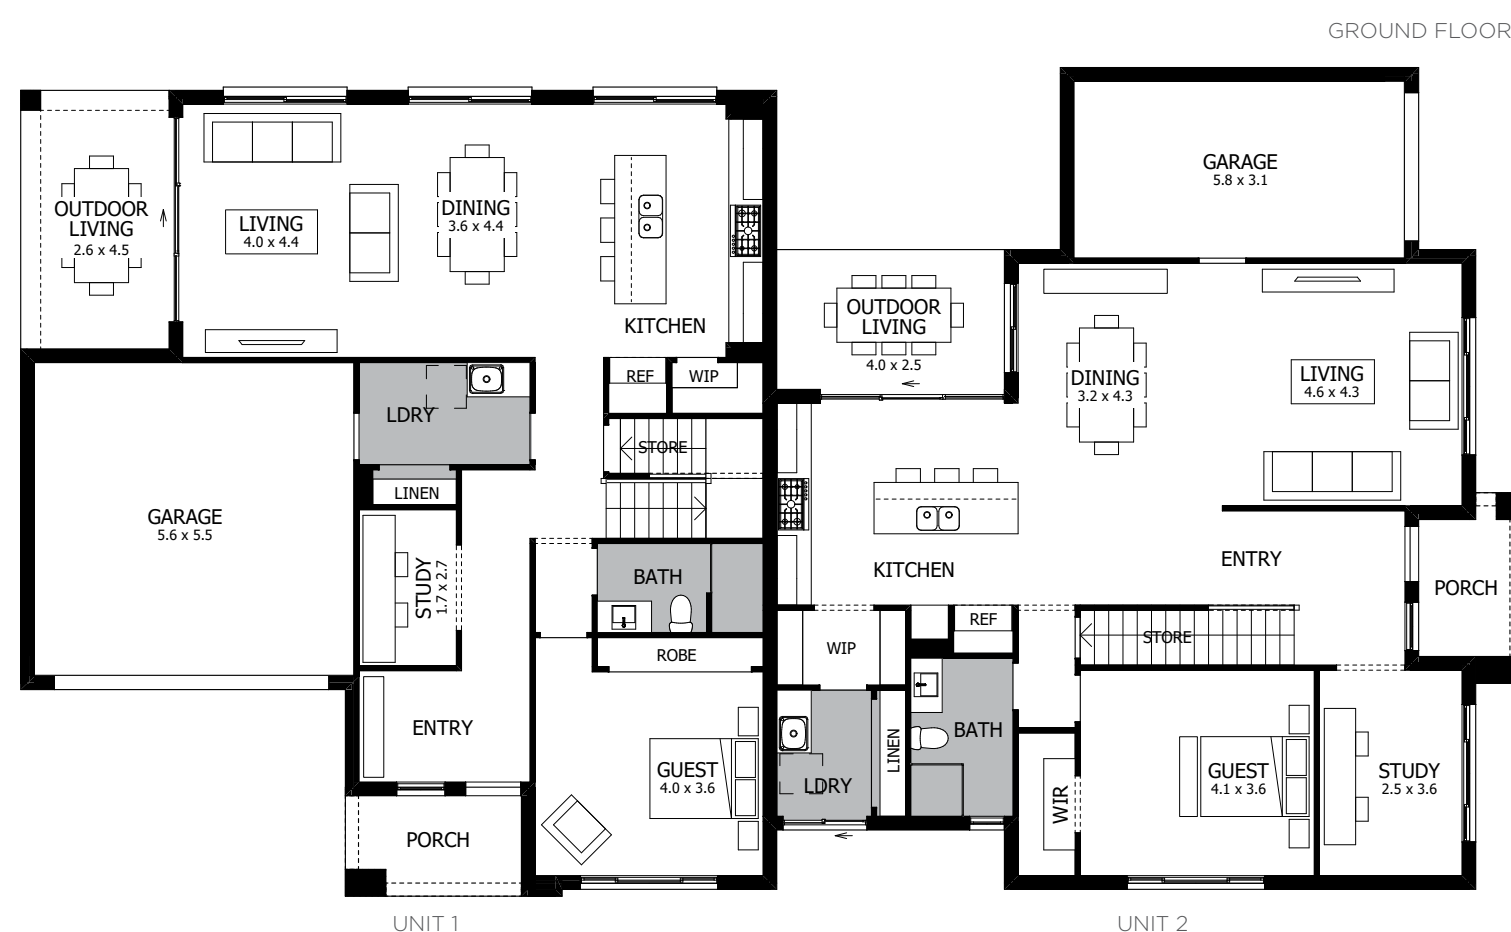 GROUND FLOOR
OUTDOOR
LIVING
2.6 x 4.5
LIVING
4.0 x 4.4
DINING
3.6 x 4.4
KITCHEN
REF
WIP
LDRY
STORE
LINEN
GARAGE
5.6 x 5.5
STUDY
1.7 x 2.7
BATH
ROBE
ENTRY
GUEST
4.0 x 3.6
PORCH
UNIT 1
GARAGE
5.8 x 3.1
OUTDOOR
LIVING
4.0 x 2.5
DINING
3.2 x 4.3
LIVING
4.6 x 4.3
KITCHEN
ENTRY
PORCH
REF
STORE
WIP
BATH
LINEN
LDRY
WIR
GUEST
4.1 x 3.6
STUDY
2.5 x 3.6
UNIT 2